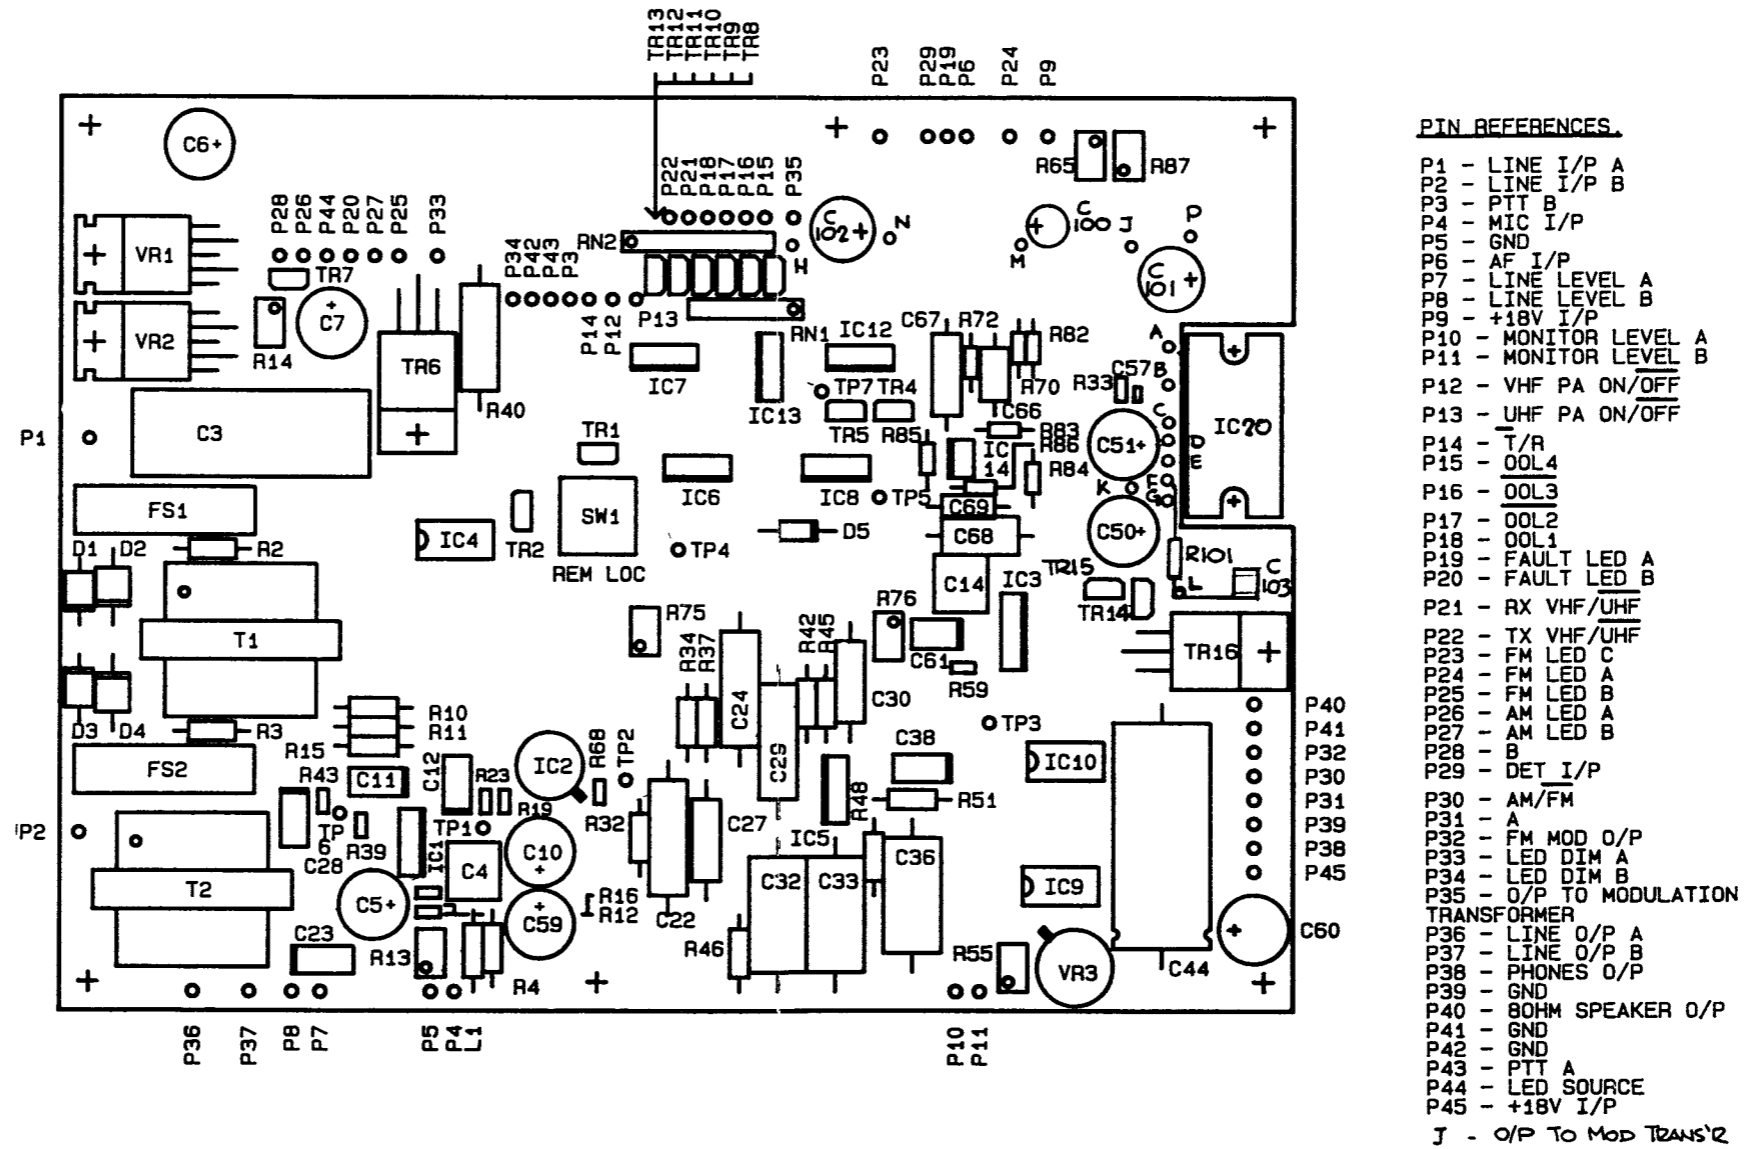 TR13
TR12
TR11
TR10
TR9
TR8
P23
P29
P19
P6
P24
P9
C6+
P22
P21
P18
P17
P16
P15
P35
R65
R87
P28
P26
P44
P20
P27
P25
P33
P34
P42
P43
P3
RN2
C
102+
N
H
+
C
100
J
P
M
C
101+
VR1
TR7
+
C7
VR2
R14
TR6
R40
P14
P12
P13
RN1
IC7
IC12
IC13
C67
R72
R82
R70
C66
A
R33
C57
B
TP7
TR4
TR5
R85
C
R83
R86
R84
IC
14
C51+
D
E
F
G
K
IC20
P1
C3
TR1
IC6
IC8
TP5
FS1
SW1
REM LOC
IC4
TR2
TP4
D5
C69
C68
C50+
D1
D2
R2
C14
IC3
TR15
TR14
R101
L
C
103
T1
R75
R76
R34
R37
R42
R45
C61
R59
TR16
C24
C30
D3
D4
R3
R10
R11
R15
TP3
P40
P41
P32
P30
P31
P39
P38
P45
FS2
R43
C11
C12
R23
IC2
R68
TP2
C29
C38
IC10
R19
R48
R51
P2
TP
6
C28
R39
IC1
TP1
C4
C10
+
R32
C27
IC5
C36
T2
C5+
R16
R12
+
C59
C22
C32
C33
IC9
C60
C23
R13
R4
R46
R55
VR3
C44
P36
P37
P8
P7
P5
P4
L1
P10
P11
PIN REFERENCES.
P1 - LINE I/P A
P2 - LINE I/P B
P3 - PTT B
P4 - MIC I/P
P5 - GND
P6 - AF I/P
P7 - LINE LEVEL A
P8 - LINE LEVEL B
P9 - +18V I/P
P10 - MONITOR LEVEL A
P11 - MONITOR LEVEL B
P12 - VHF PA ON/OFF
P13 - UHF PA ON/OFF
P14 - T/R
P15 - OOL4
P16 - OOL3
P17 - OOL2
P18 - OOL1
P19 - FAULT LED A
P20 - FAULT LED B
P21 - RX VHF/UHF
P22 - TX VHF/UHF
P23 - FM LED C
P24 - FM LED A
P25 - FM LED B
P26 - AM LED A
P27 - AM LED B
P28 - B
P29 - DET I/P
P30 - AM/FM
P31 - A
P32 - FM MOD O/P
P33 - LED DIM A
P34 - LED DIM B
P35 - O/P TO MODULATION
TRANSFORMER
P36 - LINE O/P A
P37 - LINE O/P B
P38 - PHONES O/P
P39 - GND
P40 - 8OHM SPEAKER O/P
P41 - GND
P42 - GND
P43 - PTT A
P44 - LED SOURCE
P45 - +18V I/P
J - O/P TO MOD TRANS'R